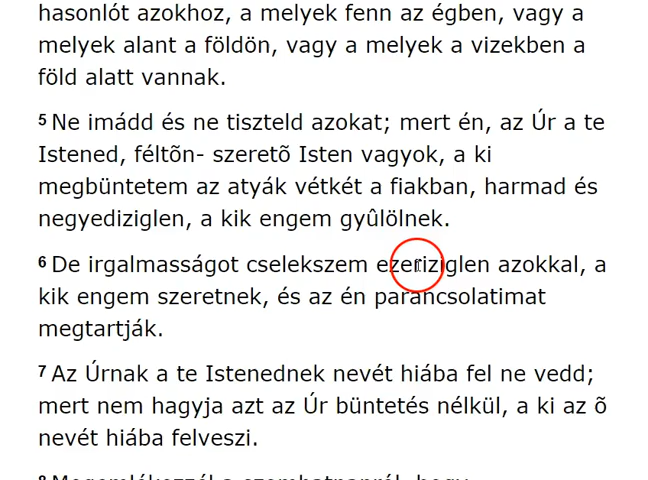 hasonlót azokhoz, a melyek fenn az égben, vagy a
melyek alant a földön, vagy a melyek a vizekben a
föld alatt vannak.
5 Ne imádd és ne tiszteld azokat; mert én, az Úr a te
Istened, féltõn- szeretõ Isten vagyok, a ki
megbüntetem az atyák vétkét a fiakban, harmad és
negyediziglen, a kik engem gyûlölnek.
6 De irgalmasságot cselekszem ezeriziglen azokkal, a
kik engem szeretnek, és az én parancsolatimat
megtartják.
7 Az Úrnak a te Istenednek nevét hiába fel ne vedd;
mert nem hagyja azt az Úr büntetés nélkül, a ki az õ
nevét hiába felveszi.
8 Megemlékezzél a szombatnapról, hogy